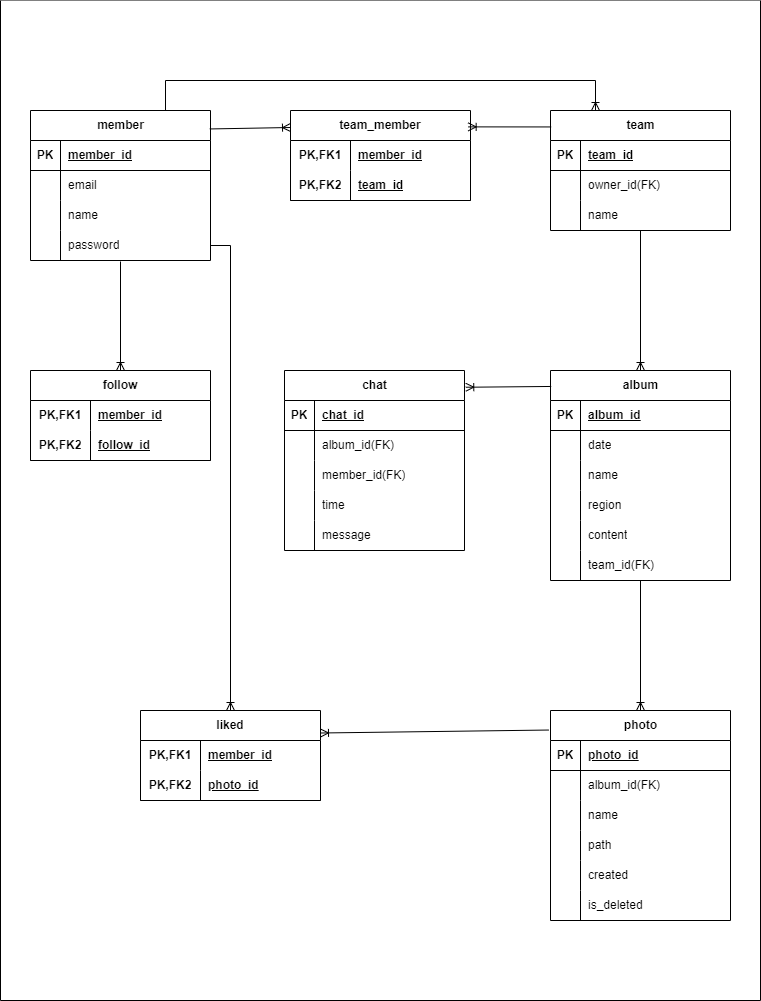 member
PK member_id
email
name
password
team_member
PK,FK1 member_id
PK,FK2 team_id
team
PK team_id
owner_id(FK)
name
follow
PK,FK1 member_id
PK,FK2 follow_id
chat
PK chat_id
album_id(FK)
member_id(FK)
time
message
album
PK album_id
date
name
region
content
team_id(FK)
liked
PK,FK1 member_id
PK,FK2 photo_id
photo
PK photo_id
album_id(FK)
name
path
created
is_deleted